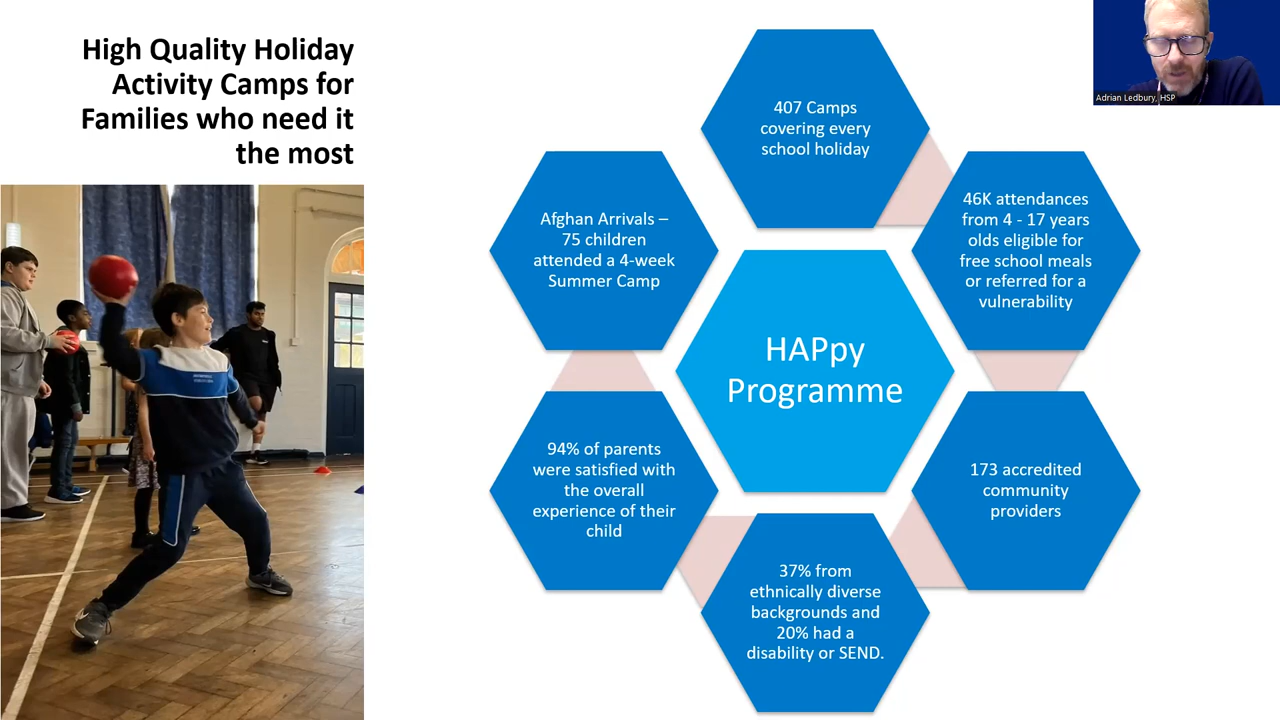 High Quality Holiday
Activity Camps for
Families who need it
the most
407 Camps
covering every
school holiday
46K attendances
from 4 - 17 years
olds eligible for
free school meals
or referred for a
vulnerability
173 accredited
community
providers
37% from
ethnically diverse
backgrounds and
20% had a
disability or SEND.
94% of parents
were satisfied with
the overall
experience of their
child
Afghan Arrivals –
75 children
attended a 4-week
Summer Camp
HAPpy
Programme
Adrian Ledbury, HSP